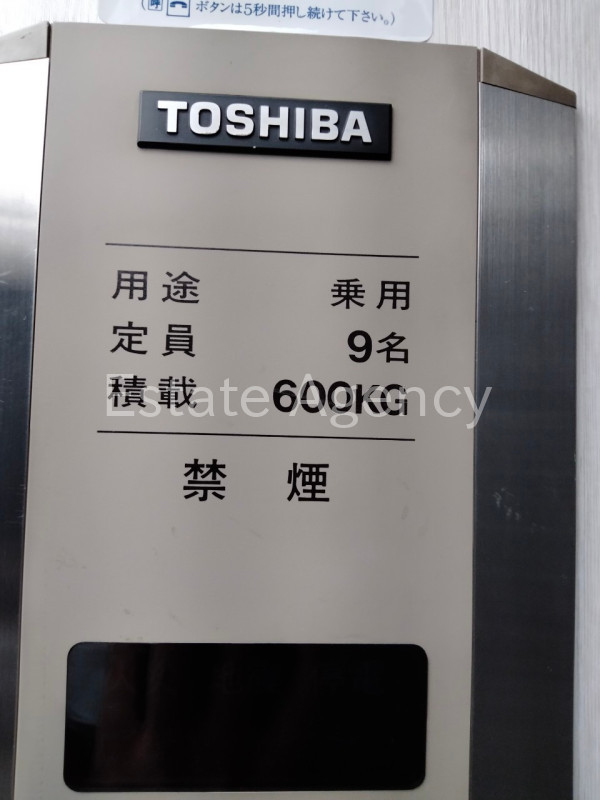 ボタンは5秒間押し続けて下さい。)
TOSHIBA
用途 乗用
定員 9名
積載 600KG
Estate Agency
禁煙